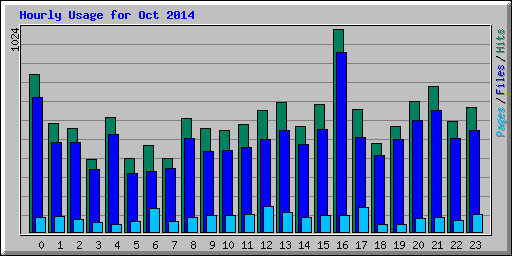 Hourly Usage for Oct 2014
1024
Pages/Files/Hits
0 1 2 3 4 5 6 7 8 9 10 11 12 13 14 15 16 17 18 19 20 21 22 23